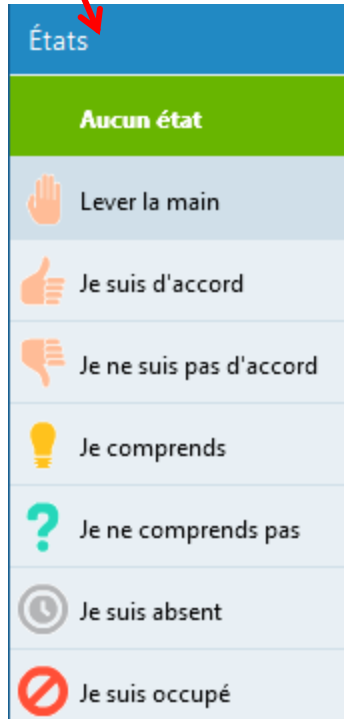 États
Aucun état
Lever la main
Je suis d'accord
Je ne suis pas d'accord
Je comprends
Je ne comprends pas
Je suis absent
Je suis occupé